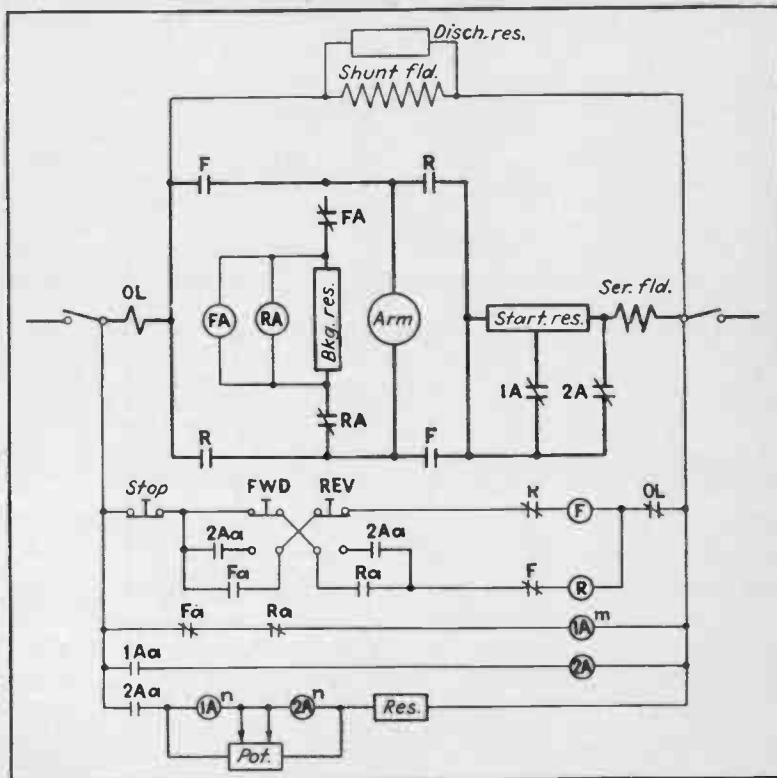 Disch. res.
Shunt fld.
F
R
FA
OL
FA
RA
Bkg. res.
Arm
Start. res.
Ser. fld.
1A
2A
RA
R
F
Stop
FWD
REV
R
F
OL
2Aa
2Aa
Fa
Ra
F
R
Fa
Ra
1A m
1Aa
2A
2Aa
1A n
2A n
Res.
Pot.